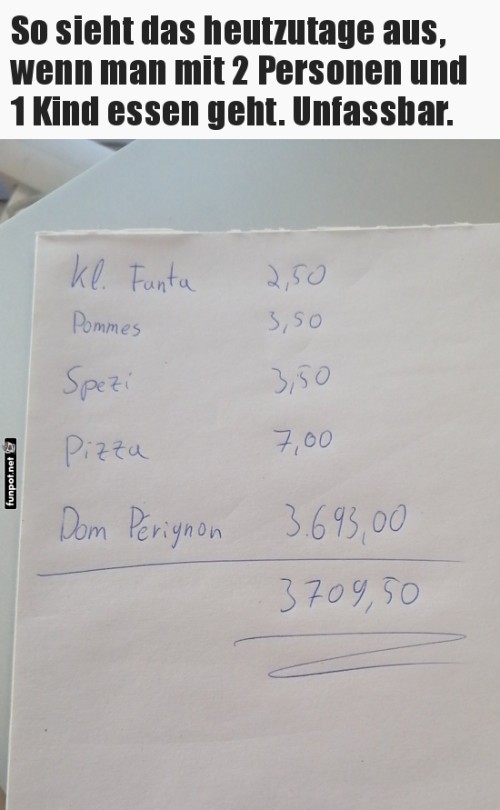 So sieht das heutzutage aus,
wenn man mit 2 Personen und
1 Kind essen geht. Unfassbar.
Kl. Fanta 2,50
Pommes 3,50
Spezi 3,50
Pizza 7,00
Dom Pérignon 3.693,00
3709,50
funpot.net